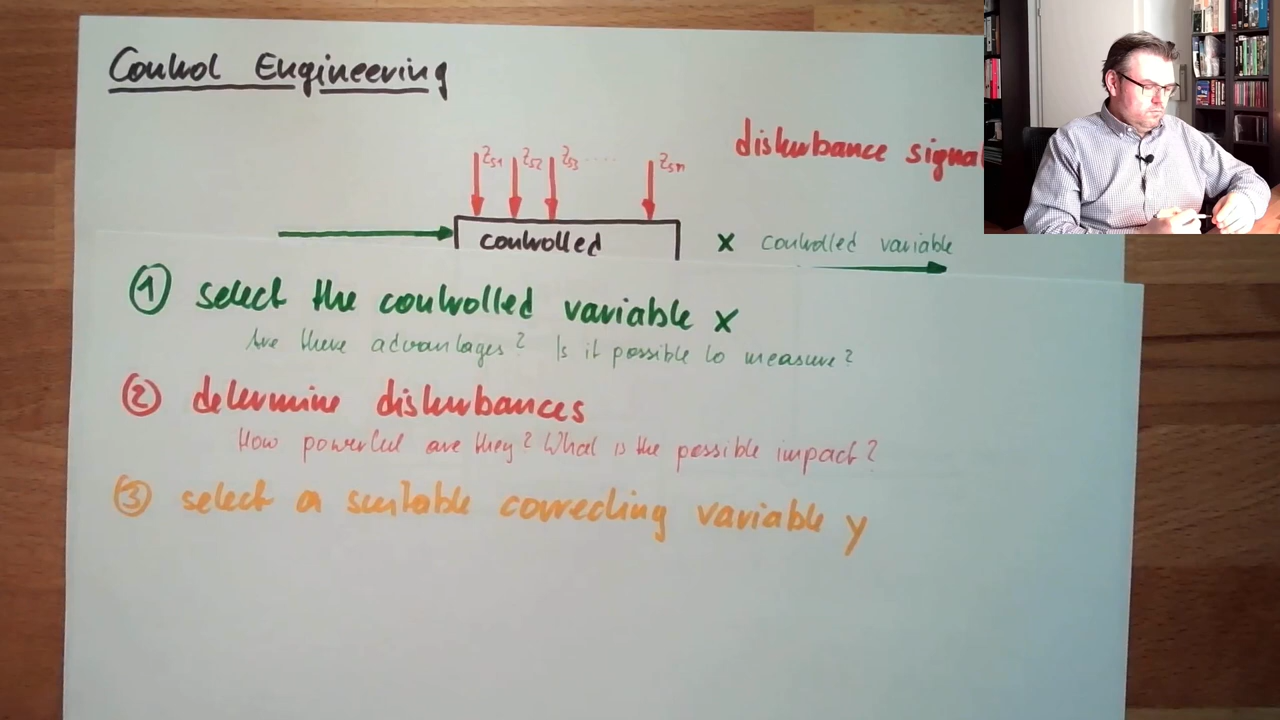 Control Engineering
disturbance signa
Zs1 Zs2 Zs3 ..... Zsn
controlled
x controlled variable
① select the controlled variable x
Are there advantages? Is it possible to measure?
② determine disturbances
How powerful are they? What is the possible impact?
③ select a suitable correcting variable y